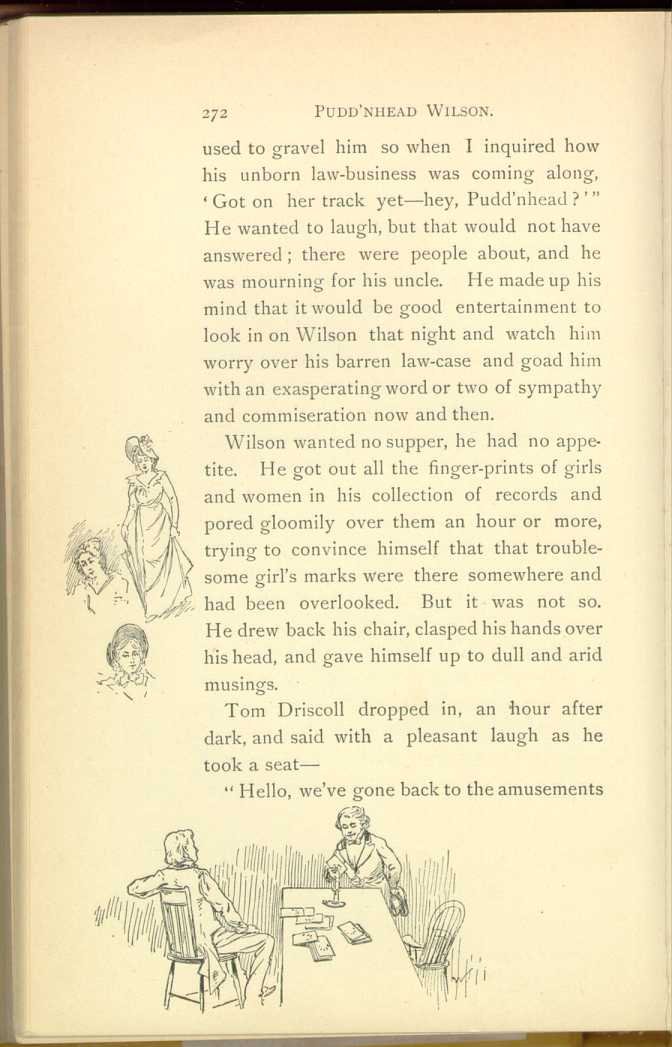 272 PUDD'NHEAD WILSON.
used to gravel him so when I inquired how
his unborn law-business was coming along,
‘Got on her track yet—hey, Pudd'nhead?’”
He wanted to laugh, but that would not have
answered; there were people about, and he
was mourning for his uncle. He made up his
mind that it would be good entertainment to
look in on Wilson that night and watch him
worry over his barren law-case and goad him
with an exasperating word or two of sympathy
and commiseration now and then.
Wilson wanted no supper, he had no appe-
tite. He got out all the finger-prints of girls
and women in his collection of records and
pored gloomily over them an hour or more,
trying to convince himself that that trouble-
some girl's marks were there somewhere and
had been overlooked. But it was not so.
He drew back his chair, clasped his hands over
his head, and gave himself up to dull and arid
musings.
Tom Driscoll dropped in, an hour after
dark, and said with a pleasant laugh as he
took a seat—
“Hello, we've gone back to the amusements